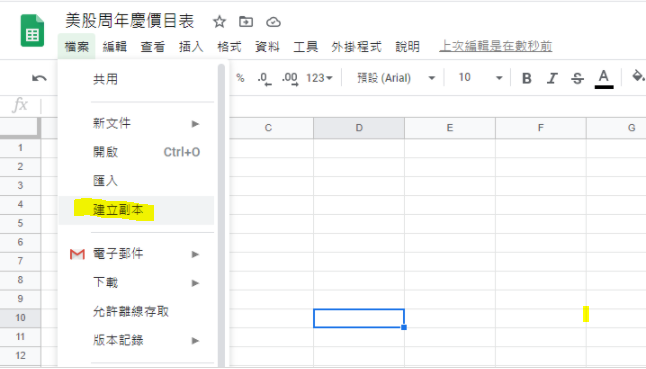 美股周年慶價目表
檔案 編輯 查看 插入 格式 資料 工具 外掛程式 說明 上次編輯是在數秒前
% .0 .00 123 預設 (Arial) 10 B I S A
fx
共用
新文件
開啟 Ctrl+O
匯入
建立副本
電子郵件
下載
允許離線存取
版本記錄
C D E F G
1
2
3
4
5
6
7
8
9
10
11
12